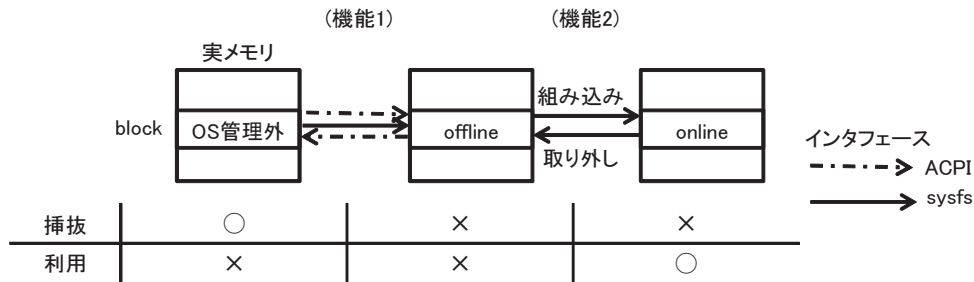 (機能1) (機能2)
実メモリ
block OS管理外 offline 組み込み online
取り外し
インタフェース
ACPI
sysfs
挿抜 ○ × ×
利用 × × ○